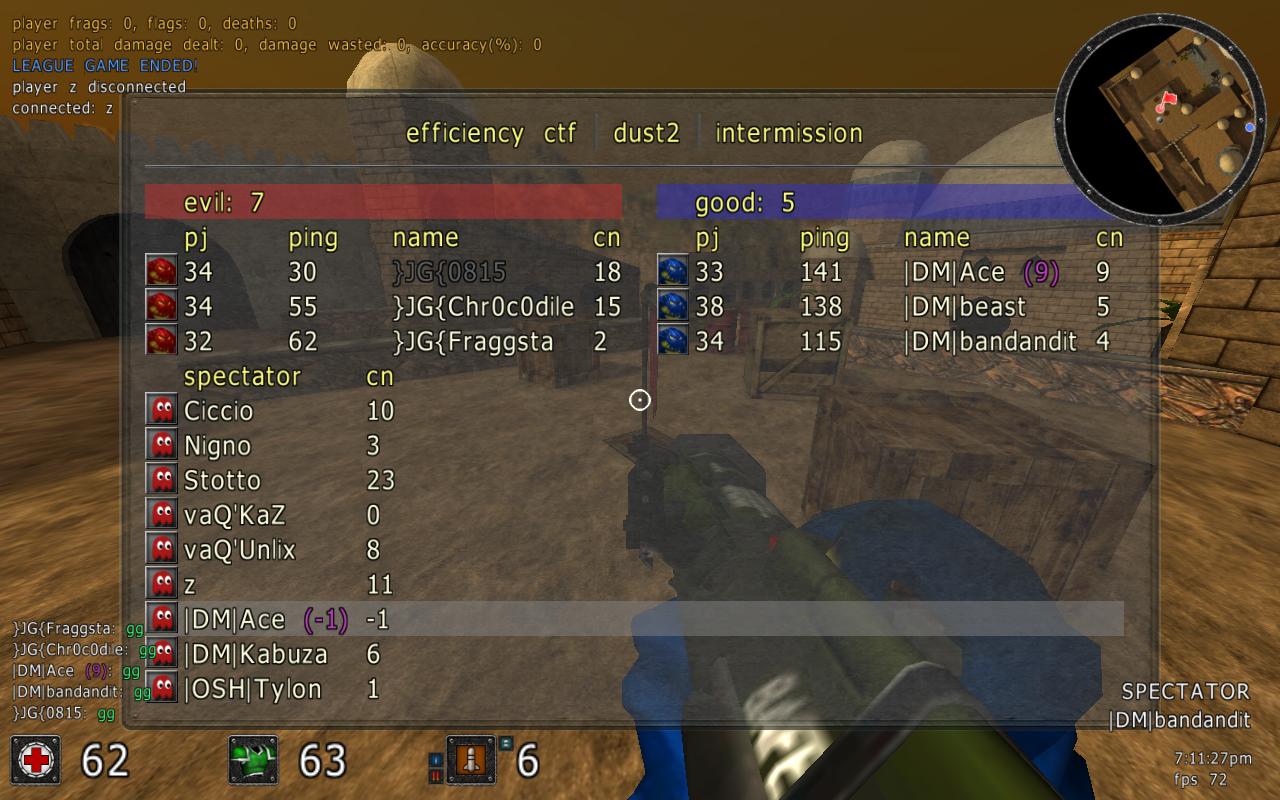 player frags: 0, flags: 0, deaths: 0
player total damage dealt: 0, damage wasted: 0, accuracy(%): 0
LEAGUE GAME ENDED!
player z disconnected
connected: z
efficiency ctf dust2 intermission
evil: 7
pj ping name cn
34 30 }JG{0815 18
34 55 }JG{Chr0c0dile 15
32 62 }JG{Fraggsta 2
good: 5
pj ping name cn
33 141 |DM|Ace (9) 9
38 138 |DM|beast 5
34 115 |DM|bandandit 4
spectator cn
Ciccio 10
Nigno 3
Stotto 23
vaQ'KaZ 0
vaQ'Unlix 8
z 11
|DM|Ace (-1) -1
|DM|Kabuza 6
|OSH|Tylon 1
}JG{Fraggsta: gg
}JG{Chr0c0dile: gg
|DM|Ace (9): gg
|DM|bandandit: gg
}JG{0815: gg
SPECTATOR
|DM|bandandit
62 63 6
7:11:27pm
fps 72